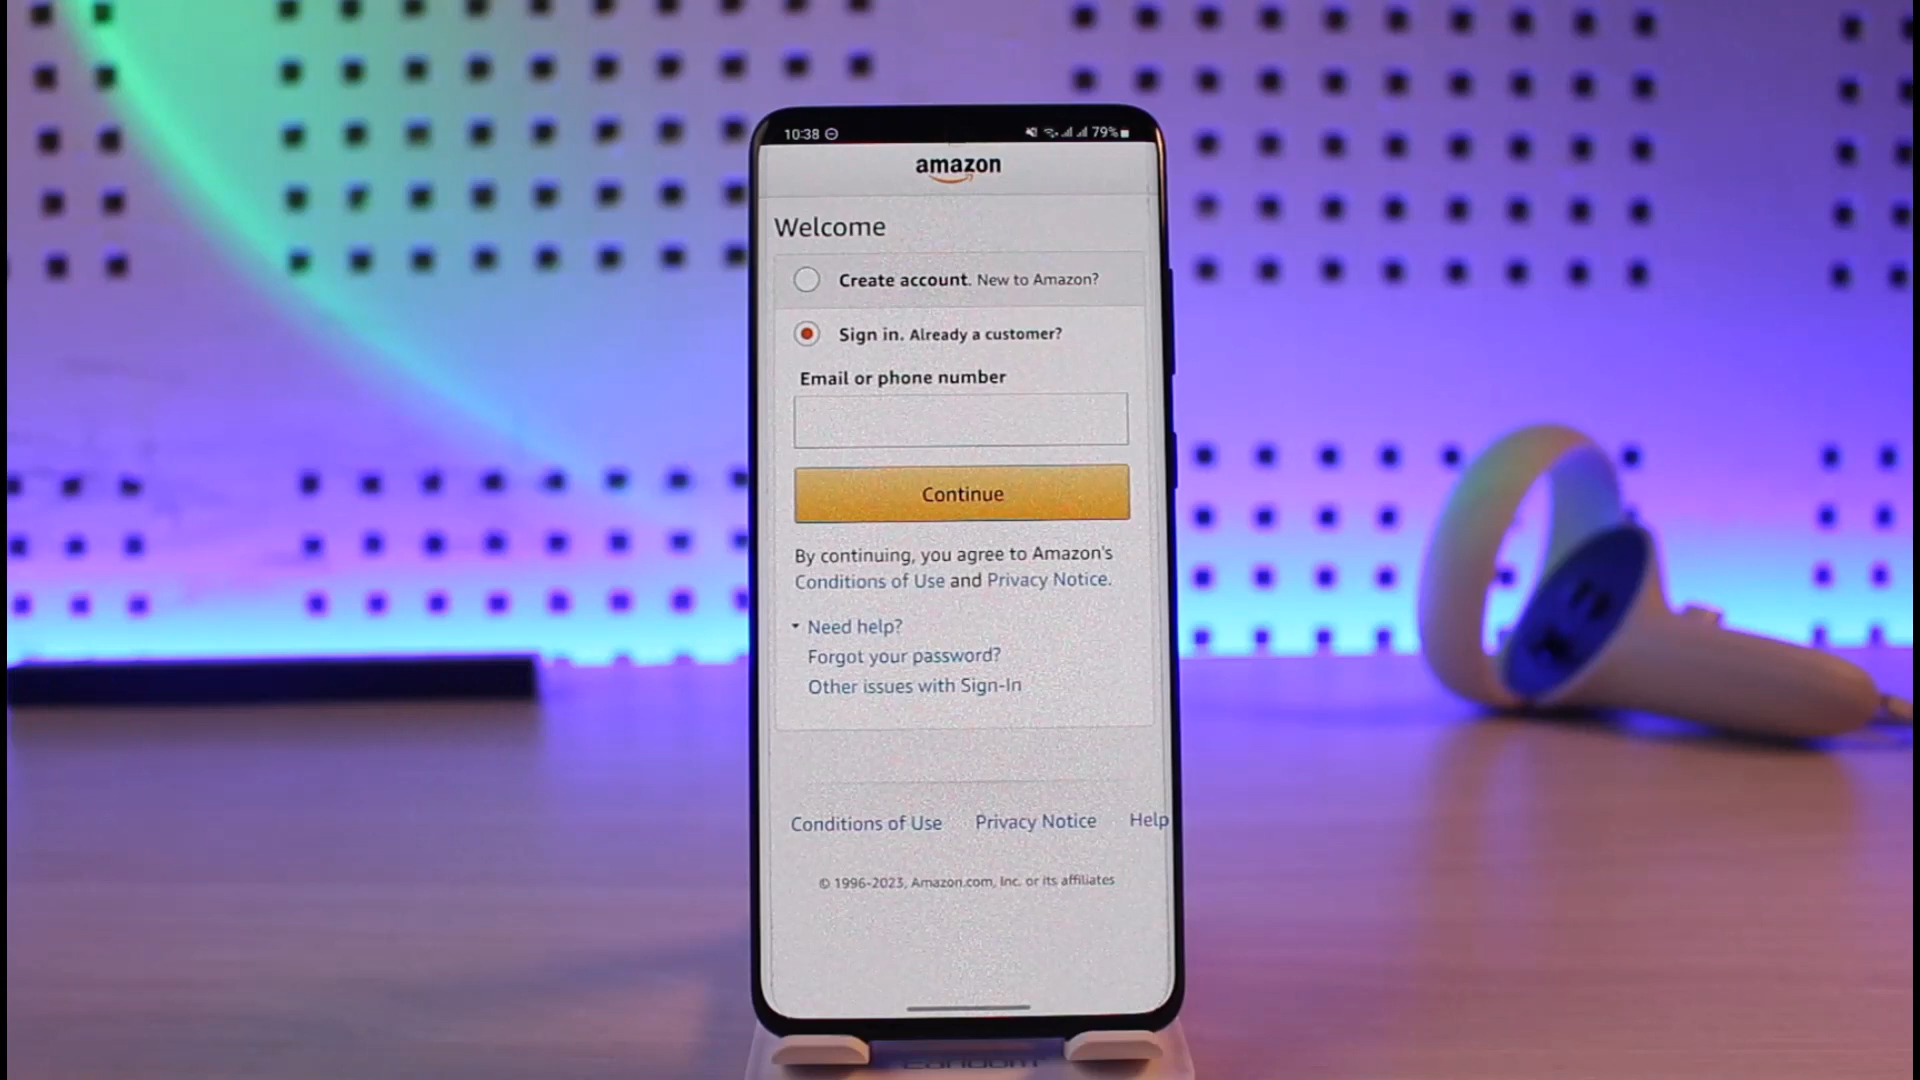 10:38
79%
amazon
Welcome
Create account. New to Amazon?
Sign in. Already a customer?
Email or phone number
Continue
By continuing, you agree to Amazon's
Conditions of Use and Privacy Notice.
Need help?
Forgot your password?
Other issues with Sign-In
Conditions of Use Privacy Notice Help
© 1996-2023, Amazon.com, Inc. or its affiliates